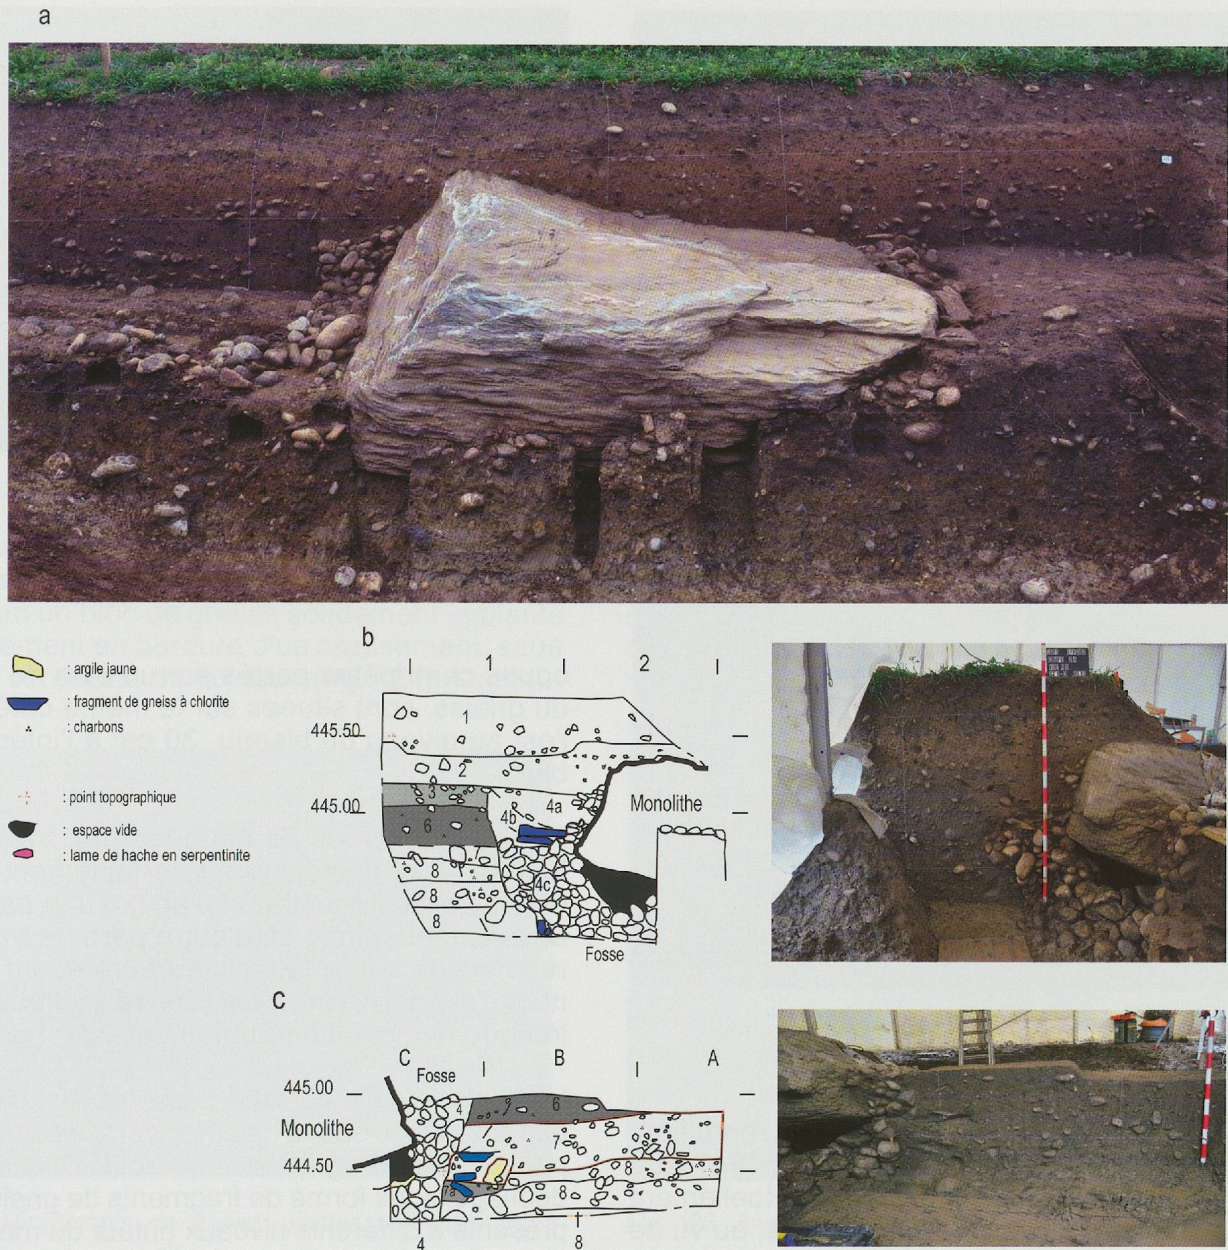 a
b
: argile jaune
: fragment de gneiss à chlorite
: charbons
: point topographique
: espace vide
: lame de hache en serpentinite
1 2
445.50
1
2
3
445.00
4a
4b
Monolithe
6
8
4c
8
8
Fosse
c
C B A
Fosse
445.00
4
6
Monolithe
7
444.50
8
7a
8
4 8